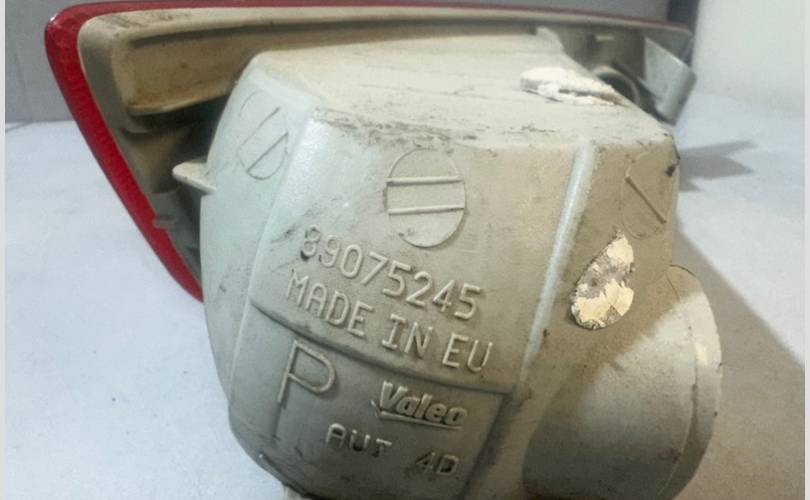 89075245
MADE IN EU
P
Valeo
AUT 4D